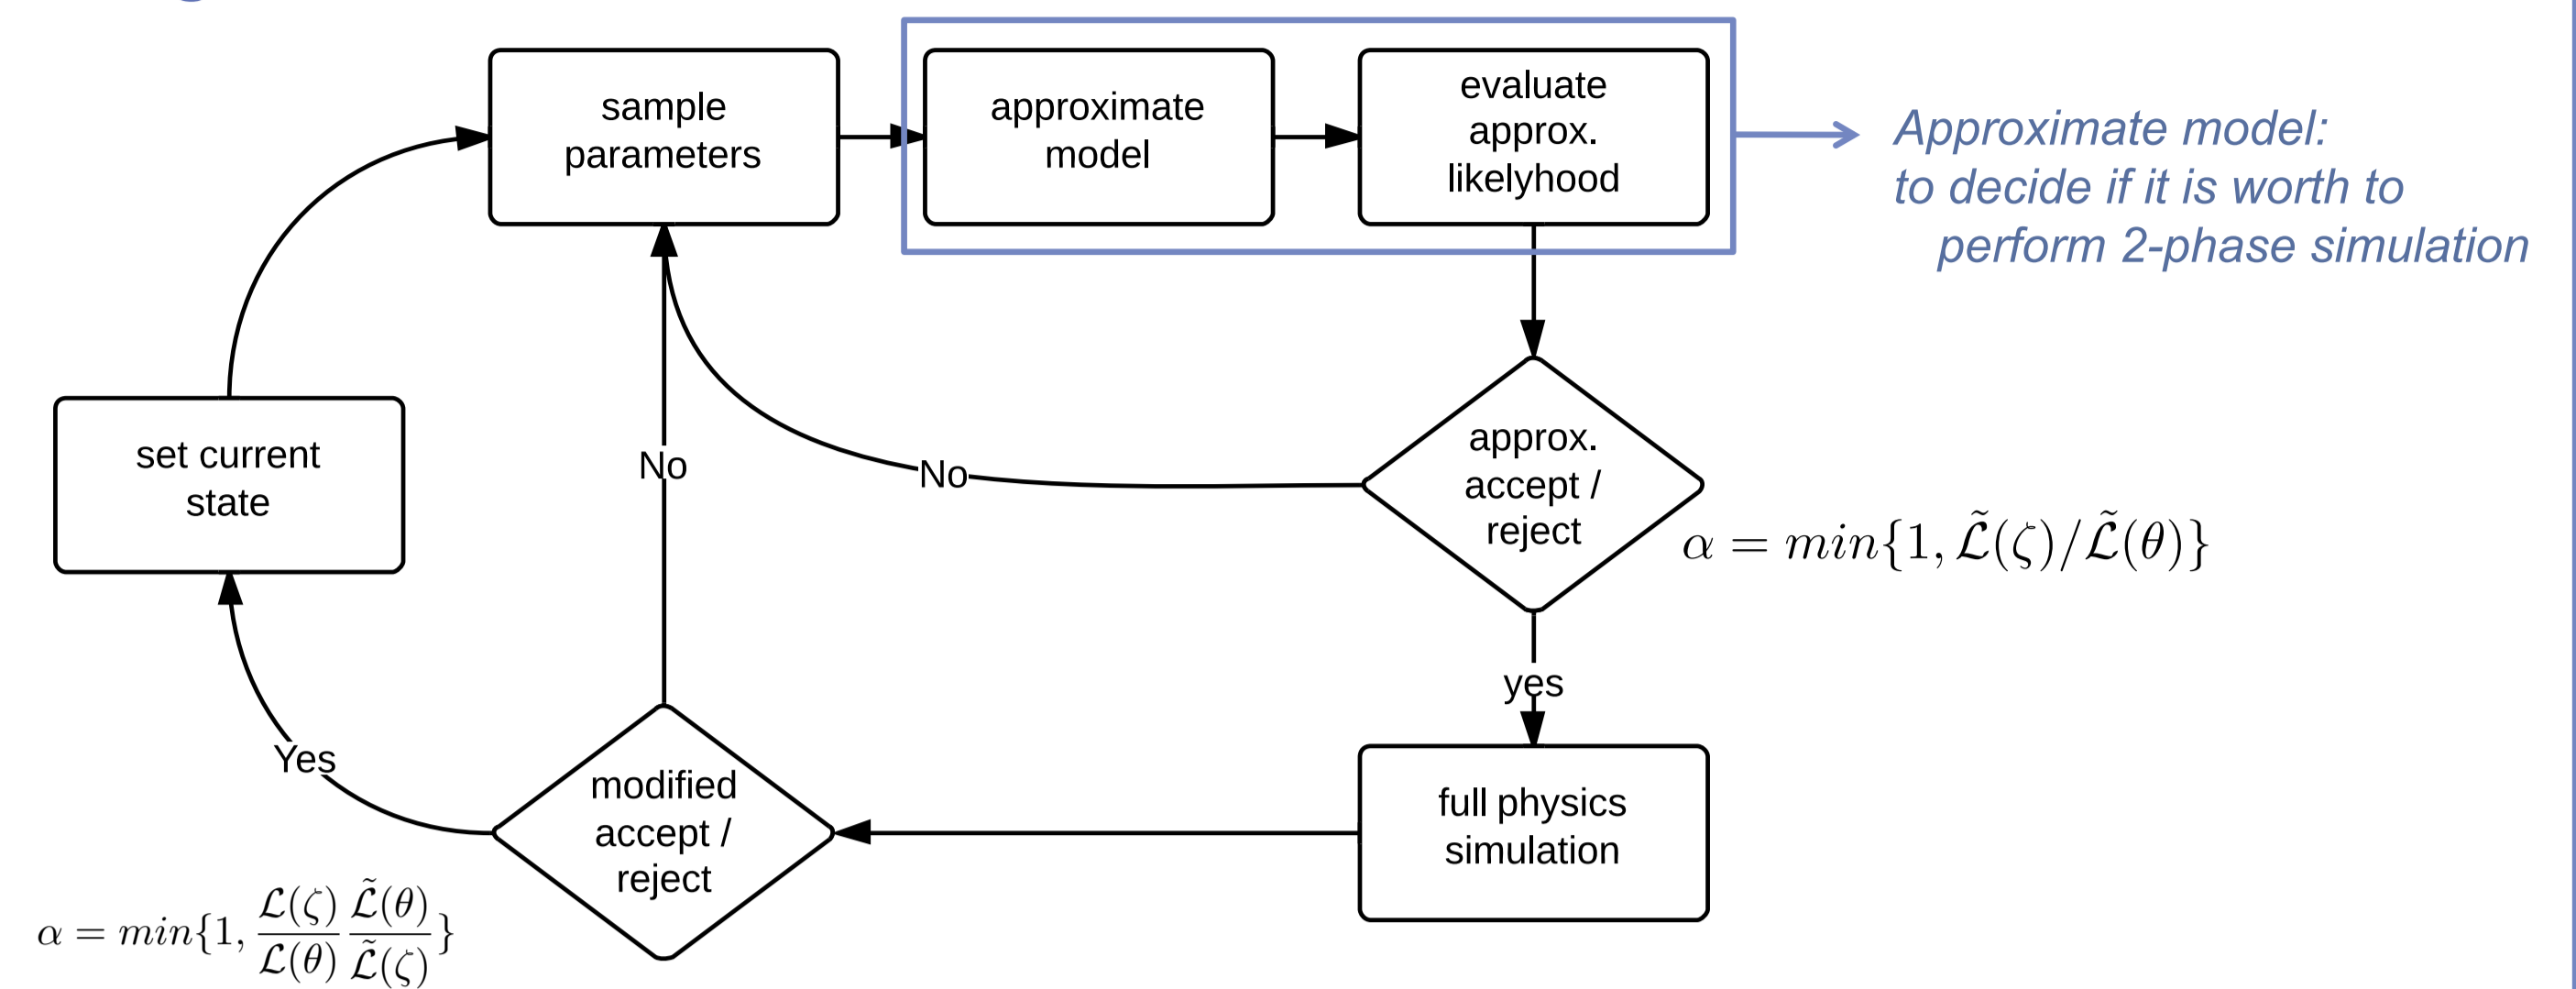 sample
parameters
approximate
model
evaluate
approx.
likelyhood
Approximate model:
to decide if it is worth to
perform 2-phase simulation
set current
state
No
No
approx.
accept /
reject
α = min{1, ℒ̃(ζ)/ℒ̃(θ)}
yes
Yes
modified
accept /
reject
full physics
simulation
α = min{1, ℒ(ζ)/ℒ(θ) ℒ̃(θ)/ℒ̃(ζ)}